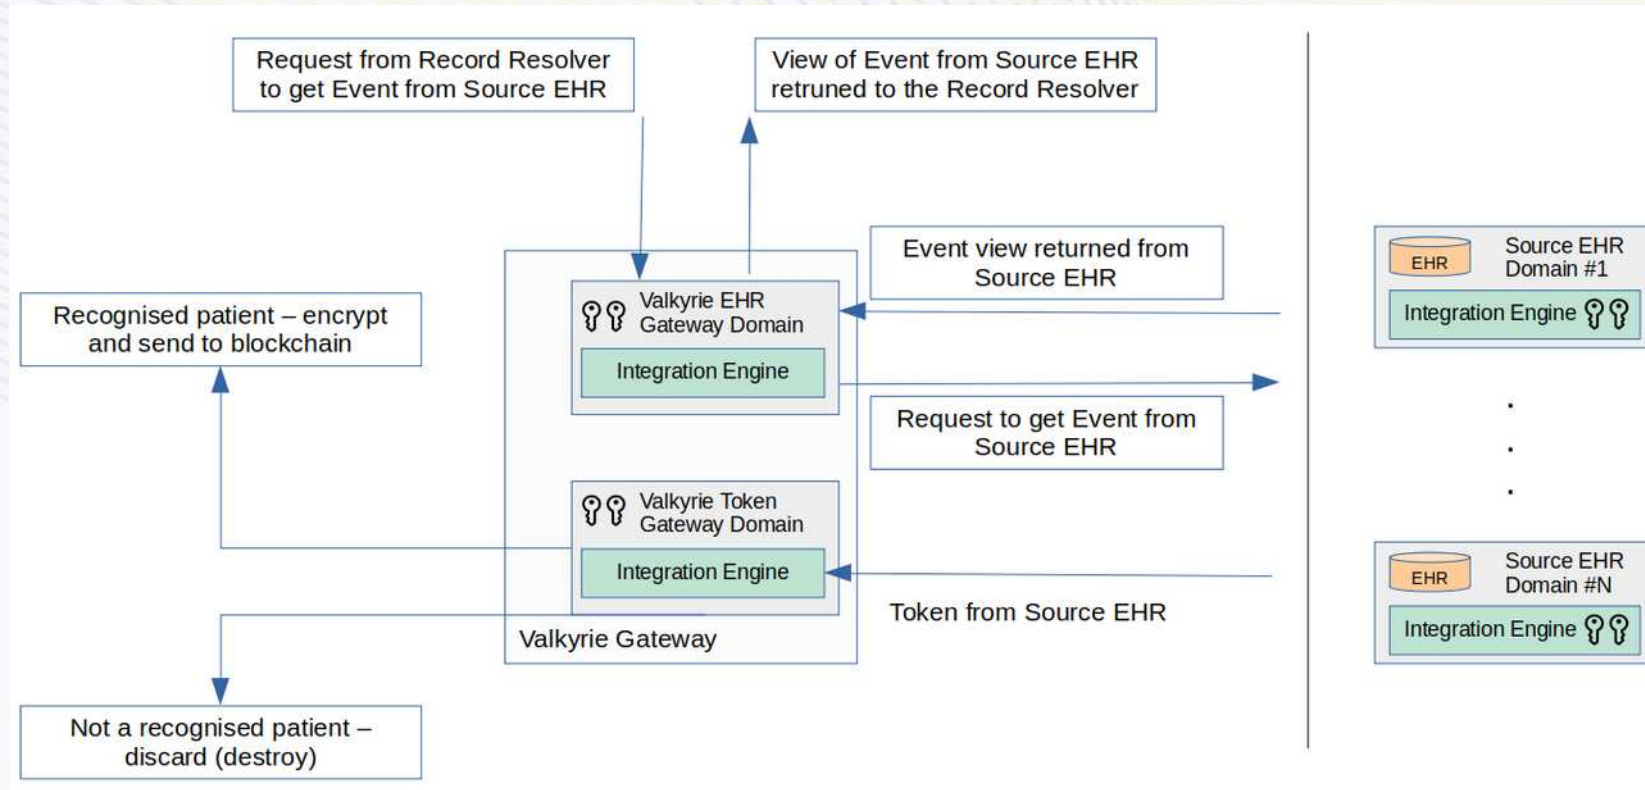 Request from Record Resolver
to get Event from Source EHR
View of Event from Source EHR
retruned to the Record Resolver
Event view returned from
Source EHR
EHR
Source EHR
Domain #1
Integration Engine
Recognised patient – encrypt
and send to blockchain
Valkyrie EHR
Gateway Domain
Integration Engine
Request to get Event from
Source EHR
.
.
.
Valkyrie Token
Gateway Domain
Integration Engine
Token from Source EHR
Valkyrie Gateway
EHR
Source EHR
Domain #N
Integration Engine
Not a recognised patient –
discard (destroy)